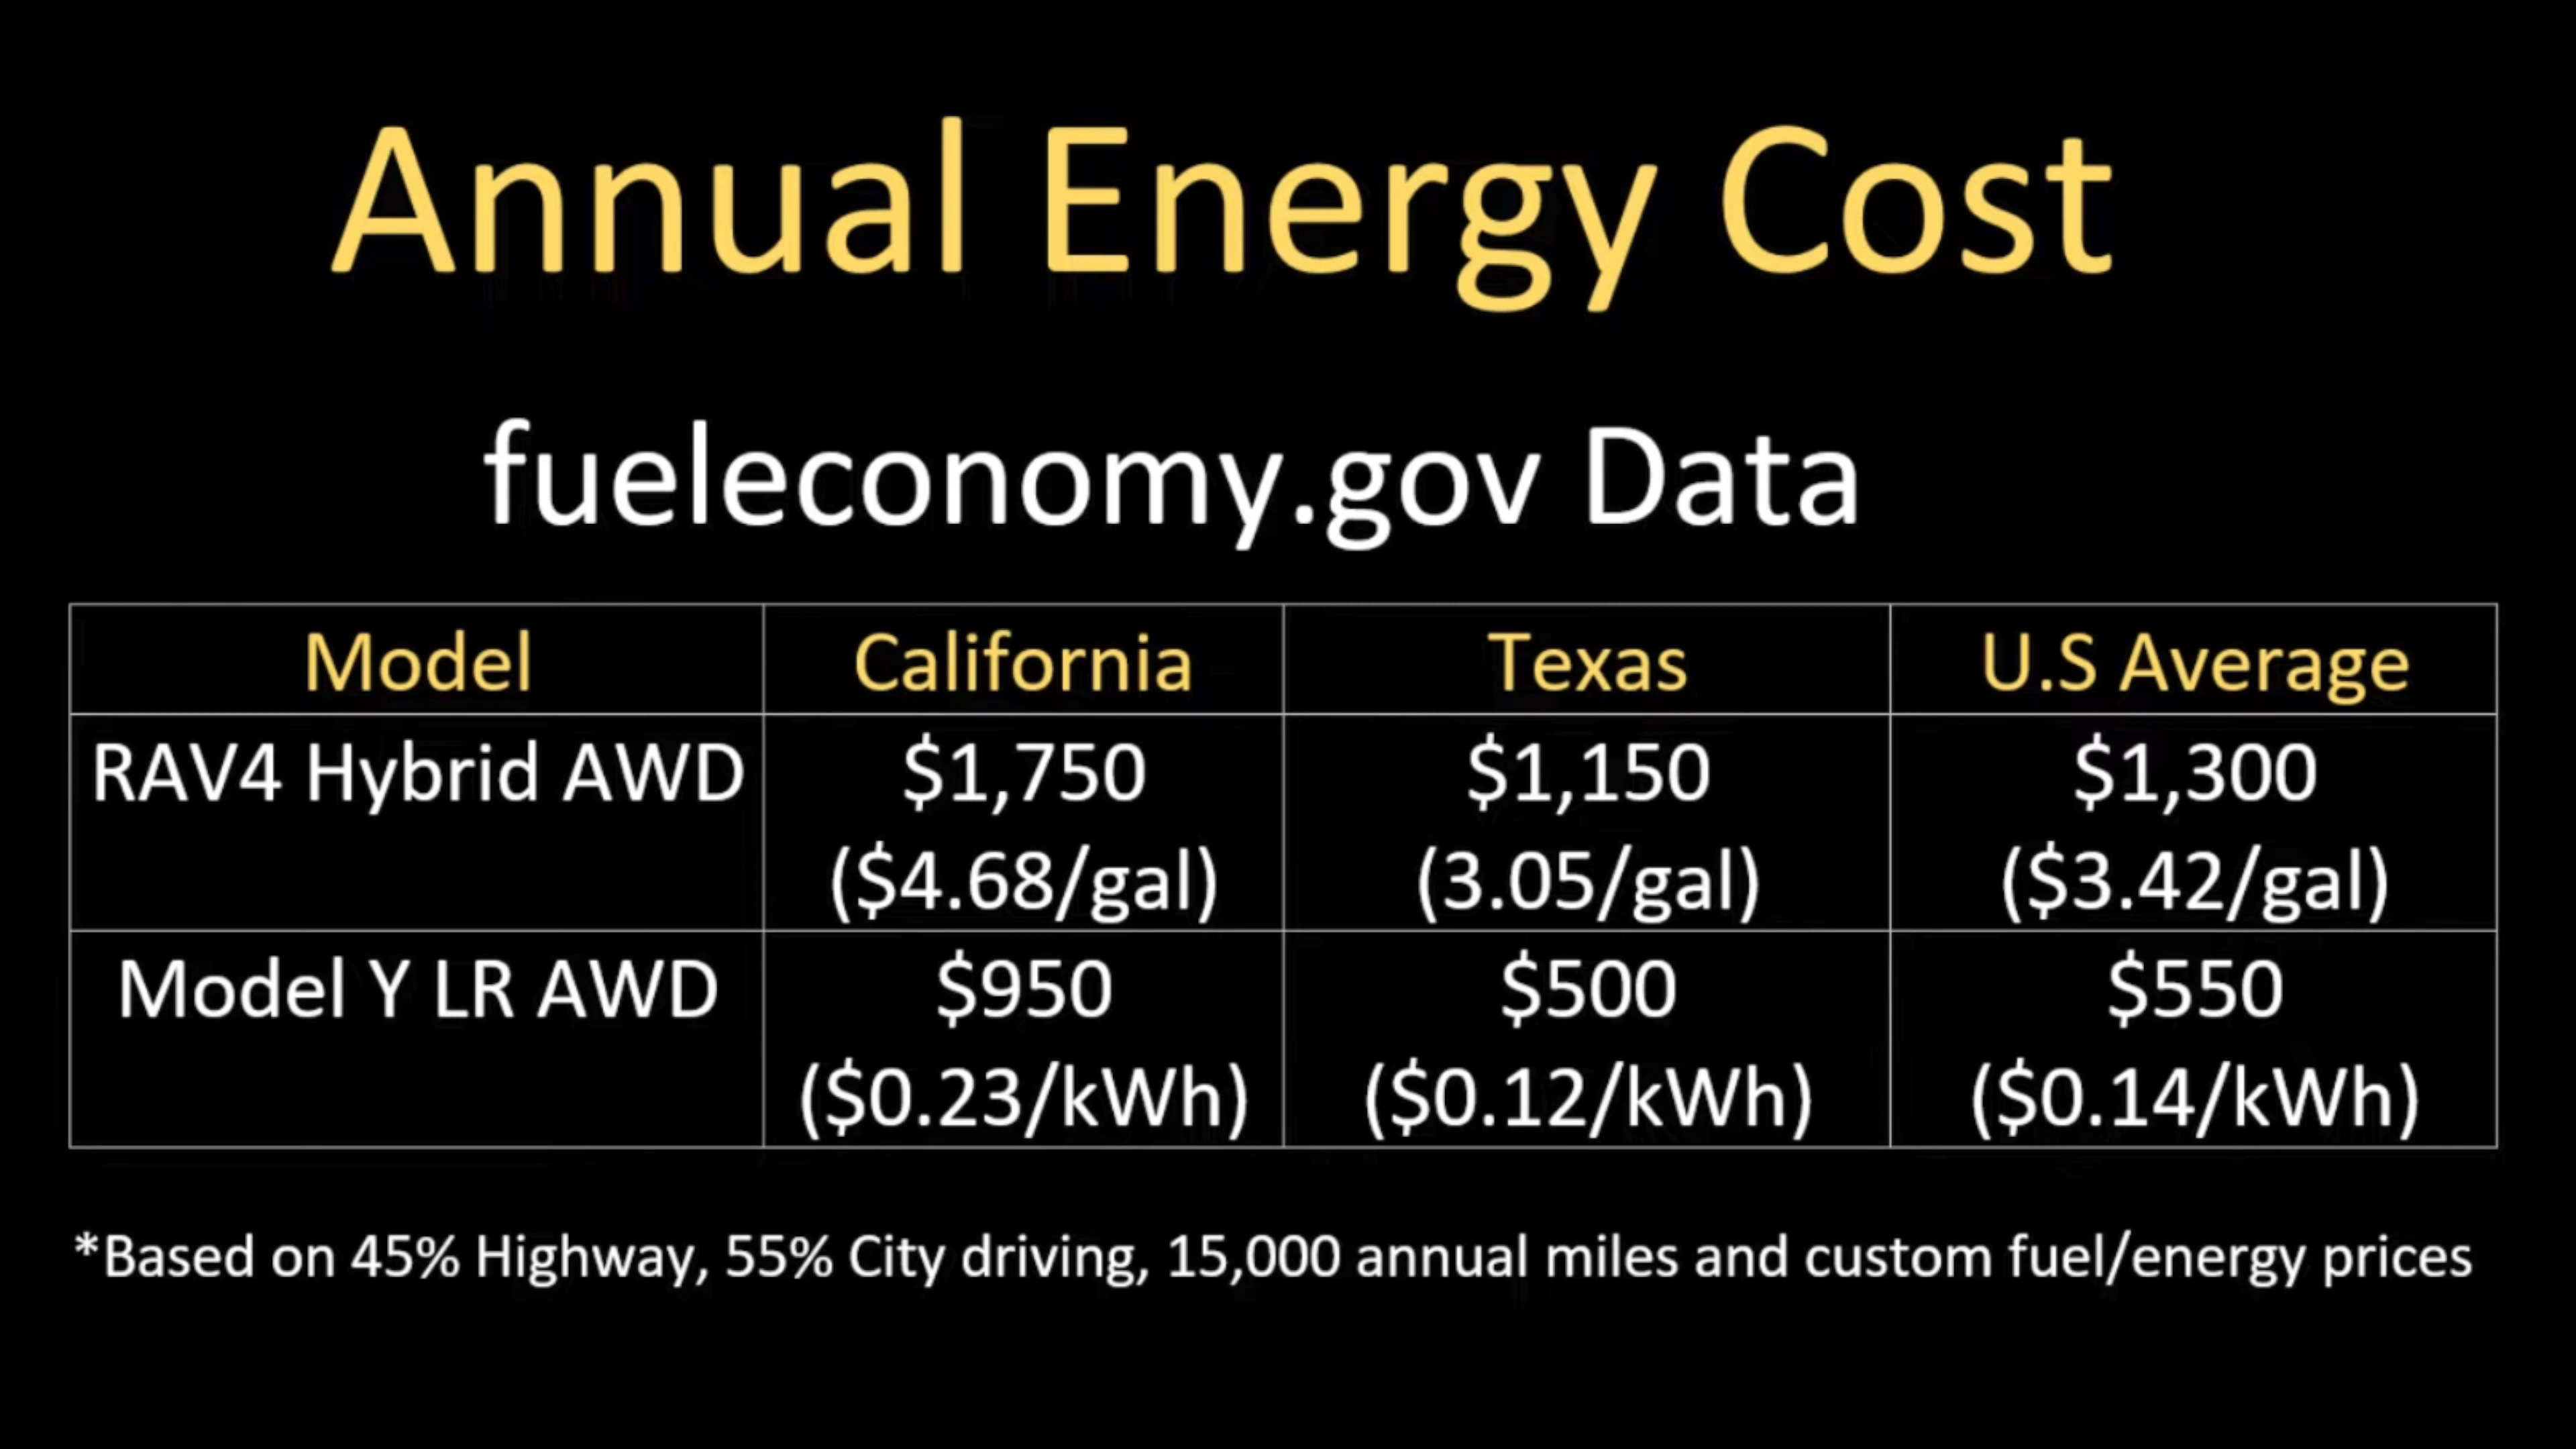 Annual Energy Cost
fueleconomy.gov Data
Model California Texas U.S Average
RAV4 Hybrid AWD $1,750 $1,150 $1,300
($4.68/gal) (3.05/gal) ($3.42/gal)
Model Y LR AWD $950 $500 $550
($0.23/kWh) ($0.12/kWh) ($0.14/kWh)
*Based on 45% Highway, 55% City driving, 15,000 annual miles and custom fuel/energy prices